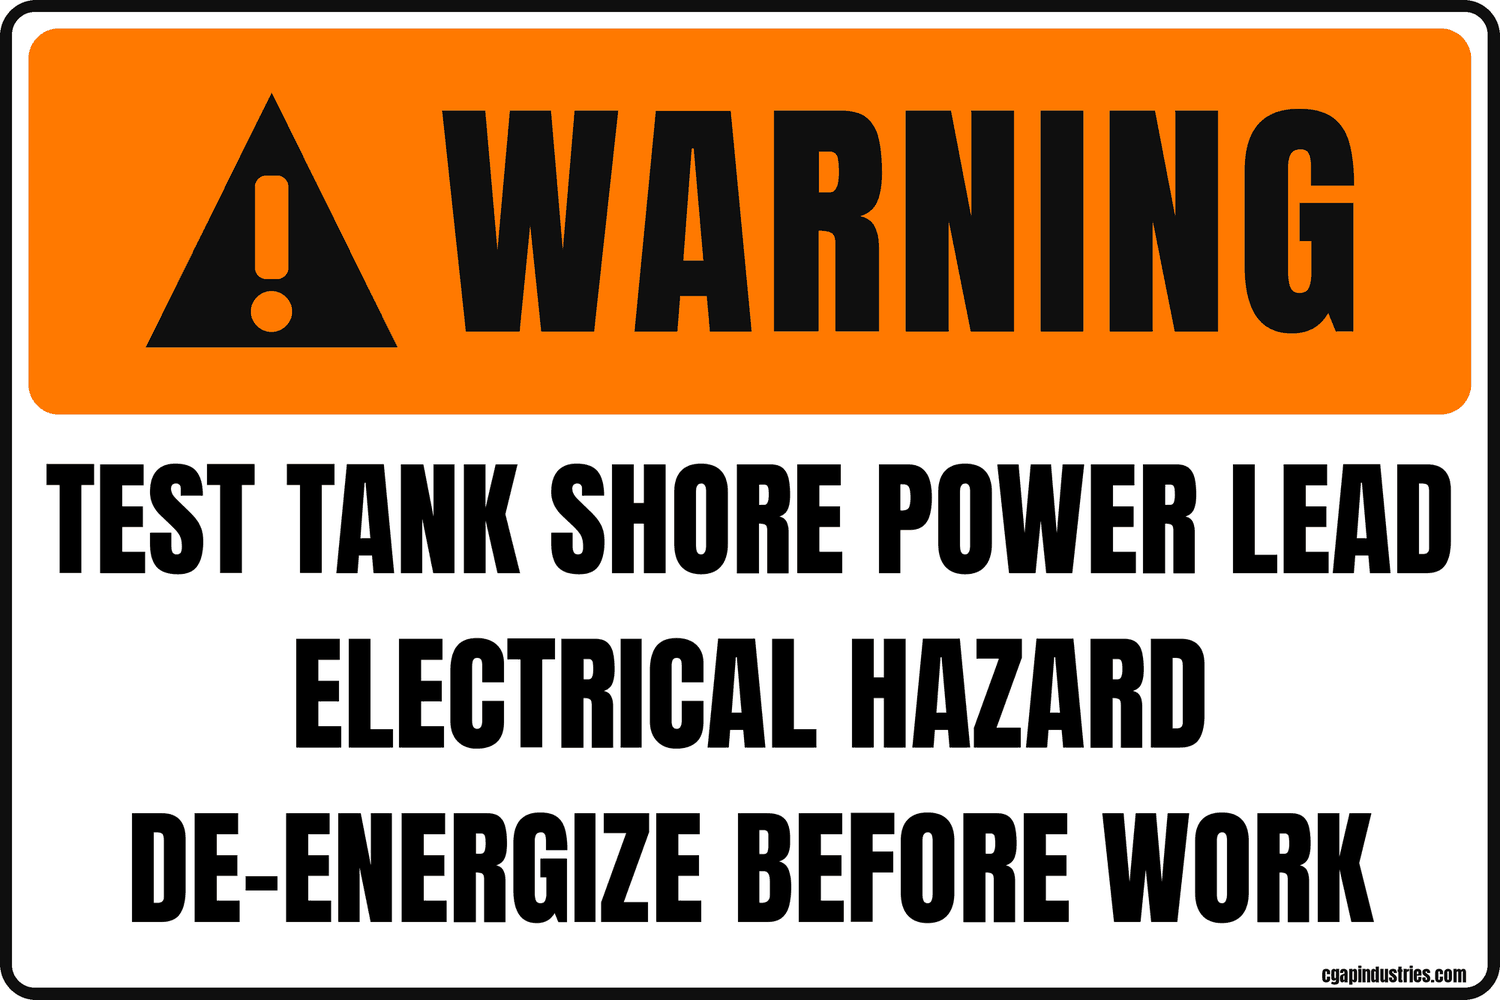 WARNING
TEST TANK SHORE POWER LEAD
ELECTRICAL HAZARD
DE-ENERGIZE BEFORE WORK
cgapindustries.com